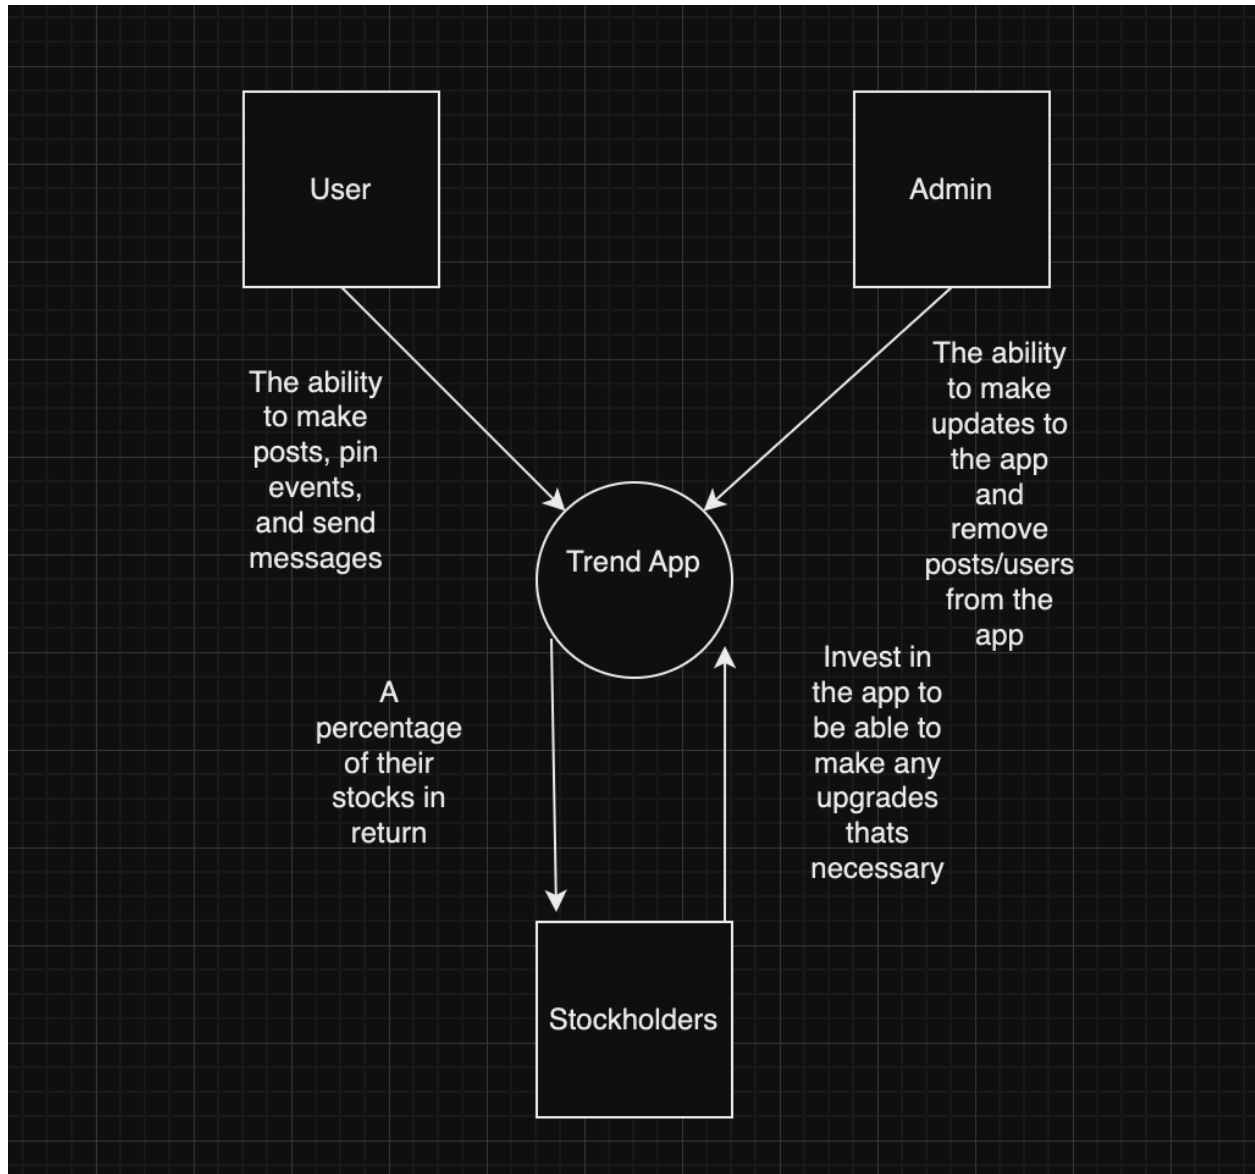 User
Admin
The ability
to make
posts, pin
events,
and send
messages
The ability
to make
updates to
the app
and
remove
posts/users
from the
app
Trend App
A
percentage
of their
stocks in
return
Invest in
the app to
be able to
make any
upgrades
thats
necessary
Stockholders